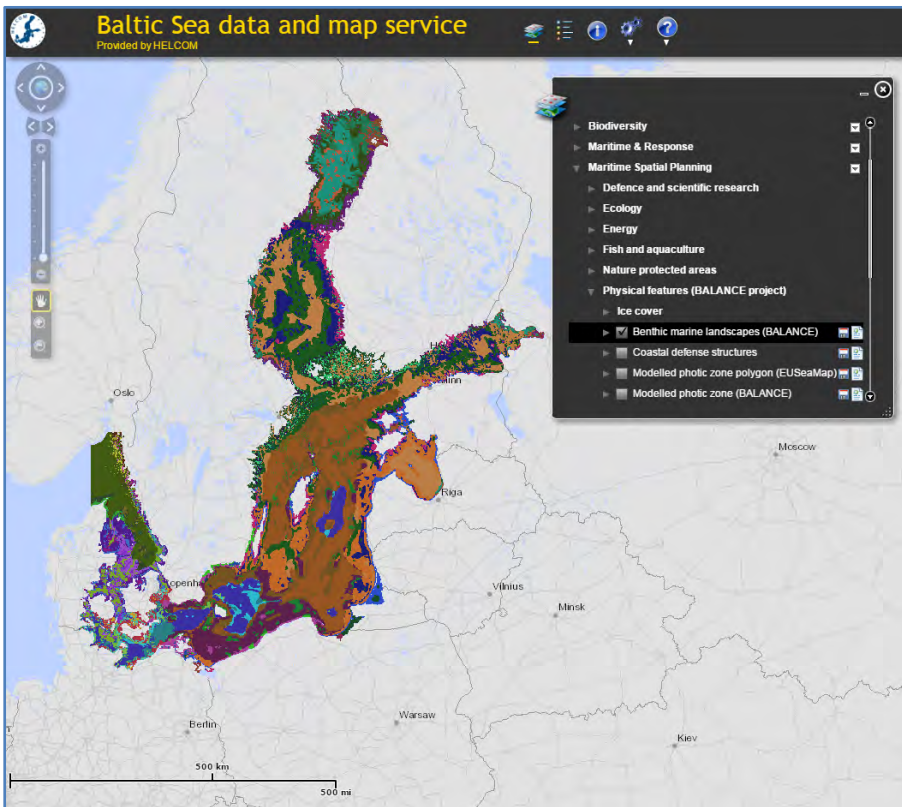 Baltic Sea data and map service
Provided by HELCOM
Biodiversity
Maritime & Response
Maritime Spatial Planning
Defence and scientific research
Ecology
Energy
Fish and aquaculture
Nature protected areas
Physical features (BALANCE project)
Ice cover
Benthic marine landscapes (BALANCE)
Coastal defense structures
Modelled photic zone polygon (EUSeaMap)
Modelled photic zone (BALANCE)
Oslo
Moscow
Riga
Vilnius
Minsk
Warsaw
Berlin
Kiev
500 km
500 mi